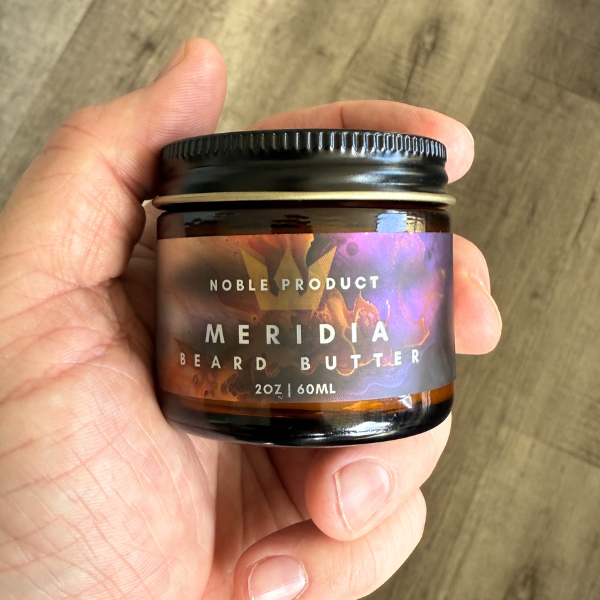 NOBLE PRODUCT
MERIDIA
BEARD BUTTER
2OZ | 60ML